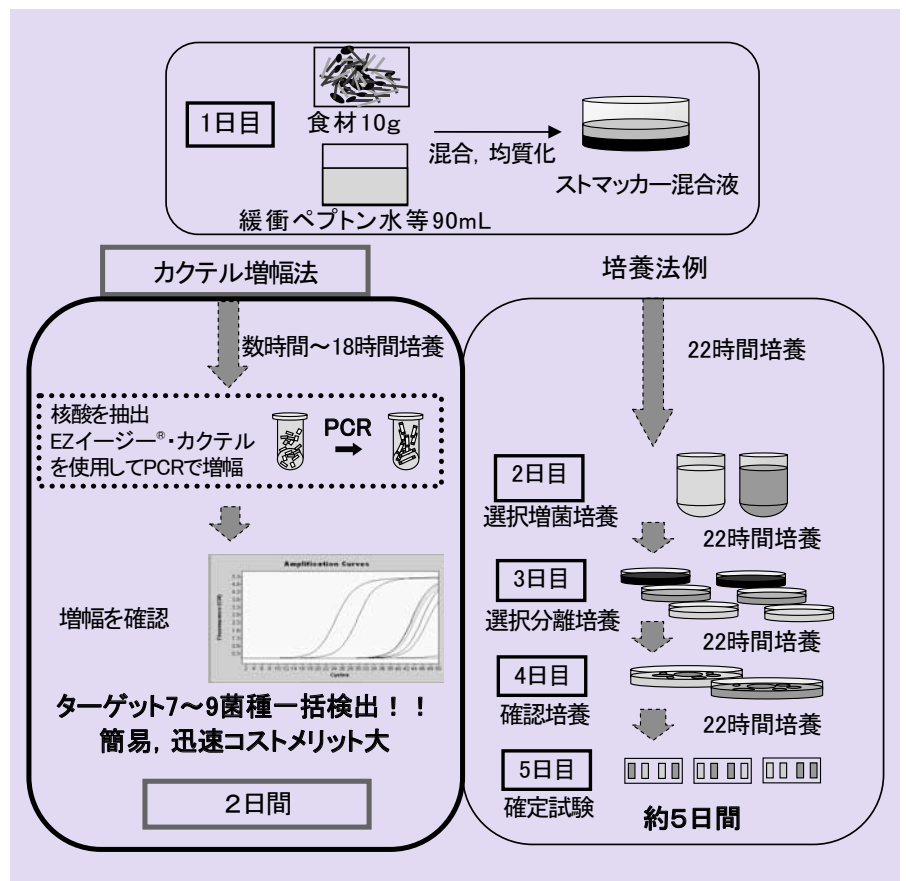 1日目
食材10g
混合，均質化
ストマッカー混合液
緩衝ペプトン水等90mL
カクテル増幅法
数時間～18時間培養
核酸を抽出
EZイージー®・カクテル
を使用してPCRで増幅
PCR
増幅を確認
Amplification Curves
Cycles
ターゲット7～9菌種一括検出！！
簡易，迅速コストメリット大
2日間
培養法例
22時間培養
2日目
選択増菌培養
22時間培養
3日目
選択分離培養
22時間培養
4日目
確認培養
22時間培養
5日目
確定試験
約5日間